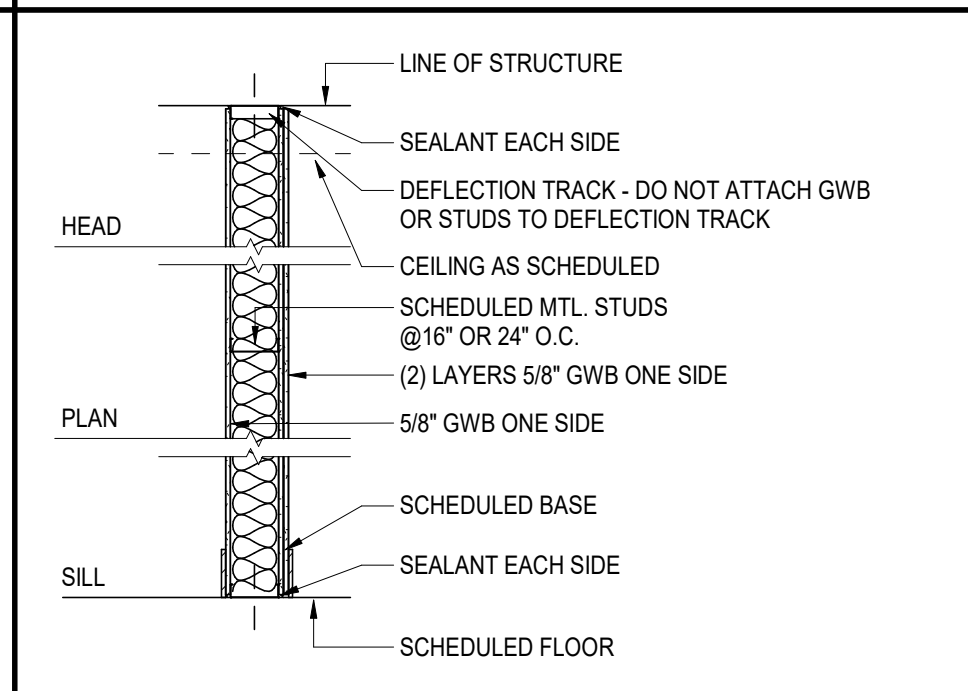 LINE OF STRUCTURE
SEALANT EACH SIDE
DEFLECTION TRACK - DO NOT ATTACH GWB
OR STUDS TO DEFLECTION TRACK
HEAD
CEILING AS SCHEDULED
SCHEDULED MTL. STUDS
@16" OR 24" O.C.
(2) LAYERS 5/8" GWB ONE SIDE
PLAN
5/8" GWB ONE SIDE
SCHEDULED BASE
SEALANT EACH SIDE
SILL
SCHEDULED FLOOR